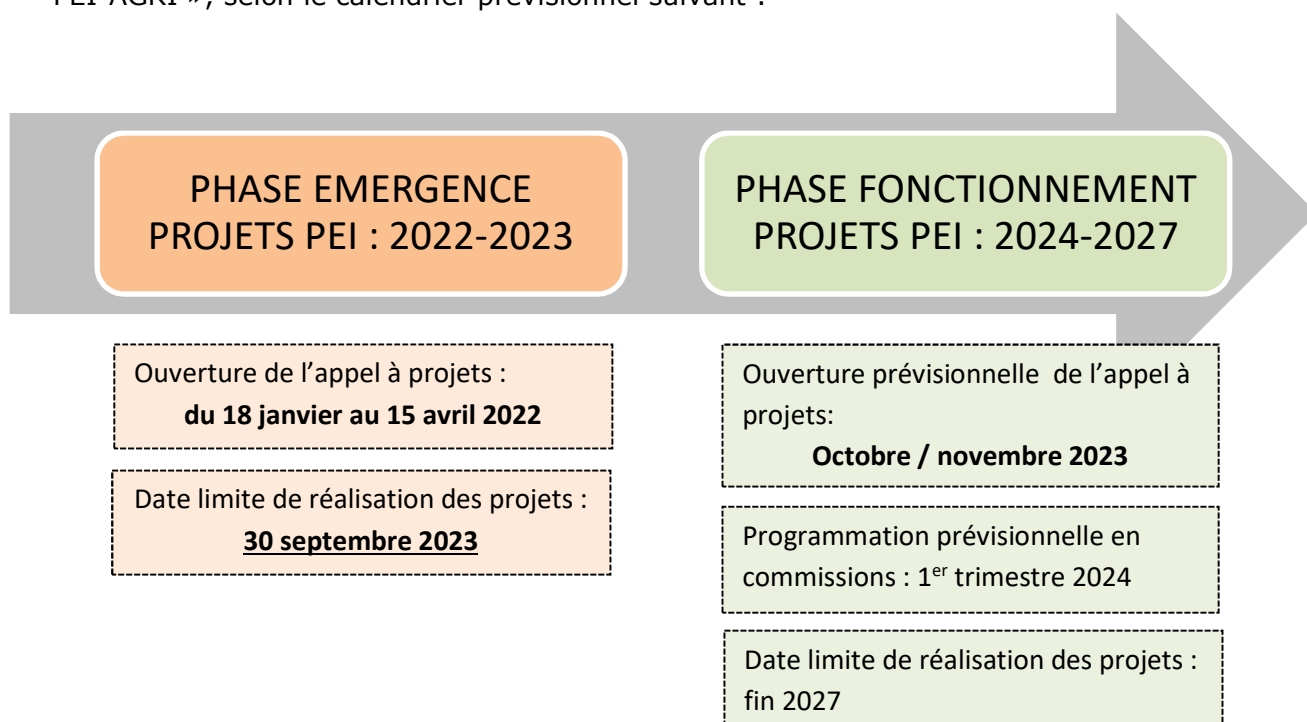 PEI-AGRI », selon le calendrier prévisionnel suivant :
PHASE EMERGENCE
PROJETS PEI : 2022-2023
PHASE FONCTIONNEMENT
PROJETS PEI : 2024-2027
Ouverture de l’appel à projets :
du 18 janvier au 15 avril 2022
Date limite de réalisation des projets :
30 septembre 2023
Ouverture prévisionnelle de l’appel à
projets:
Octobre / novembre 2023
Programmation prévisionnelle en
commissions : 1er trimestre 2024
Date limite de réalisation des projets :
fin 2027